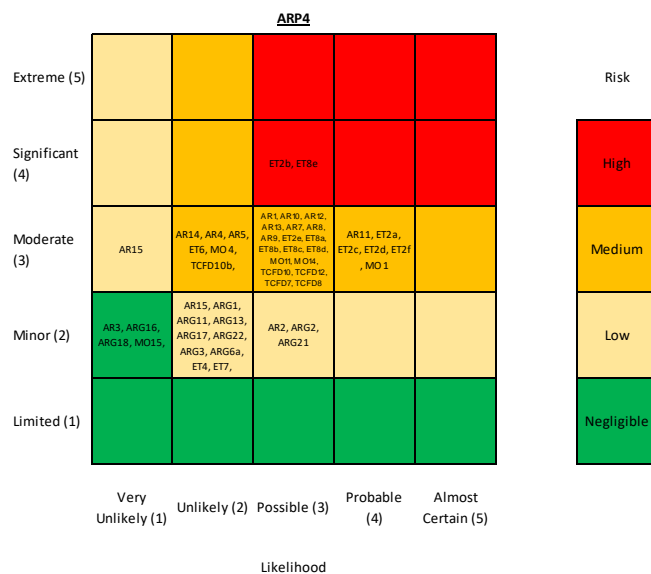 ARP4
Extreme (5)
Risk
Significant
(4)
ET2b, ET8e
High
Moderate
(3)
AR15
AR14, AR4, AR5,
ET6, MO 4,
TCFD10b,
AR1, AR10, AR12,
AR13, AR7, AR8,
AR9, ET2e, ET8a,
ET8b, ET8c, ET8d,
MO11, MO14,
TCFD10, TCFD12,
TCFD7, TCFD8
AR11, ET2a,
ET2c, ET2d, ET2f
, MO 1
Medium
Minor (2)
AR3, ARG16,
ARG18, MO15,
AR15, ARG1,
ARG11, ARG13,
ARG17, ARG22,
ARG3, ARG6a,
ET4, ET7,
AR2, ARG2,
ARG21
Low
Limited (1)
Negligible
Very
Unlikely (1)
Unlikely (2)
Possible (3)
Probable
(4)
Almost
Certain (5)
Likelihood